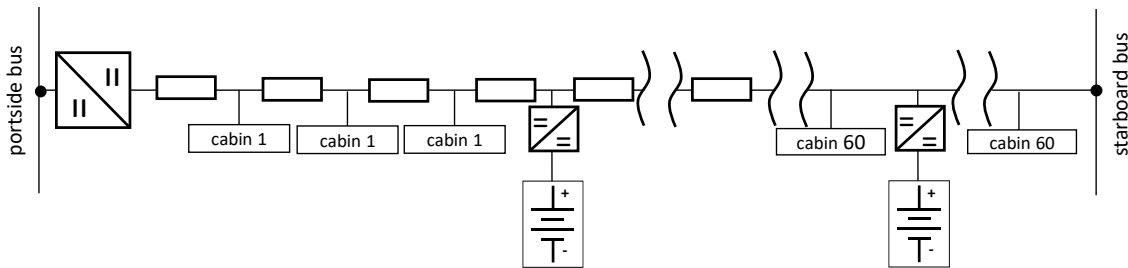 portside bus
cabin 1
cabin 1
cabin 1
+
-
cabin 60
+
-
cabin 60
starboard bus